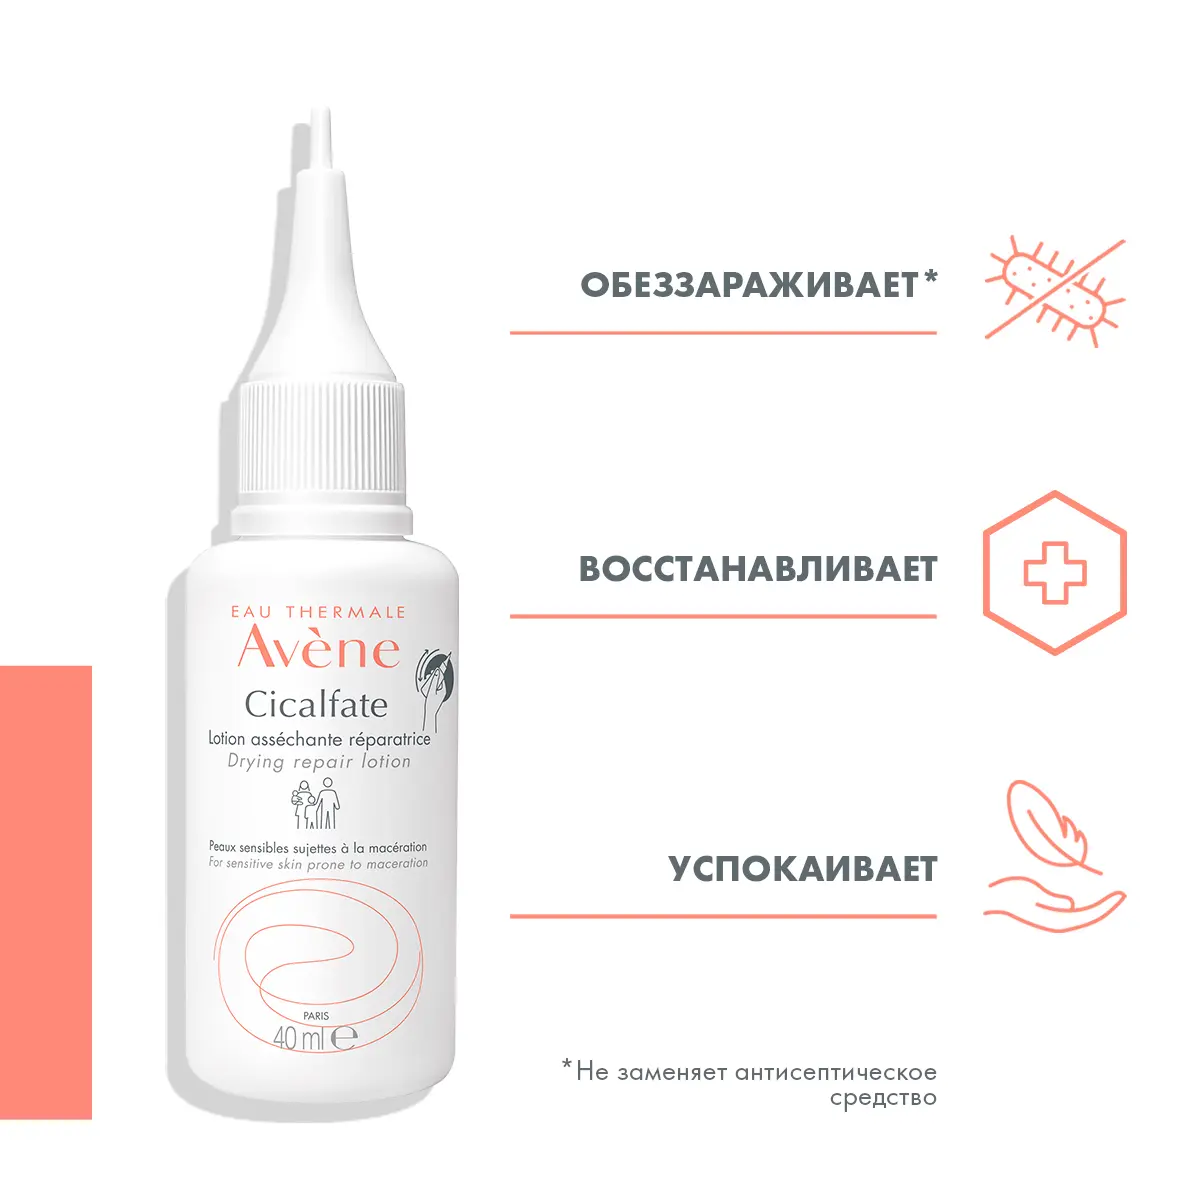 ОБЕЗЗАРАЖИВАЕТ*
ВОССТАНАВЛИВАЕТ
EAU THERMALE
Avène
Cicalfate
Lotion asséchante réparatrice
Drying repair lotion
Peaux sensibles sujettes à la macération
For sensitive skin prone to maceration
PARIS
40 ml e
УСПОКАИВАЕТ
*Не заменяет антисептическое
средство